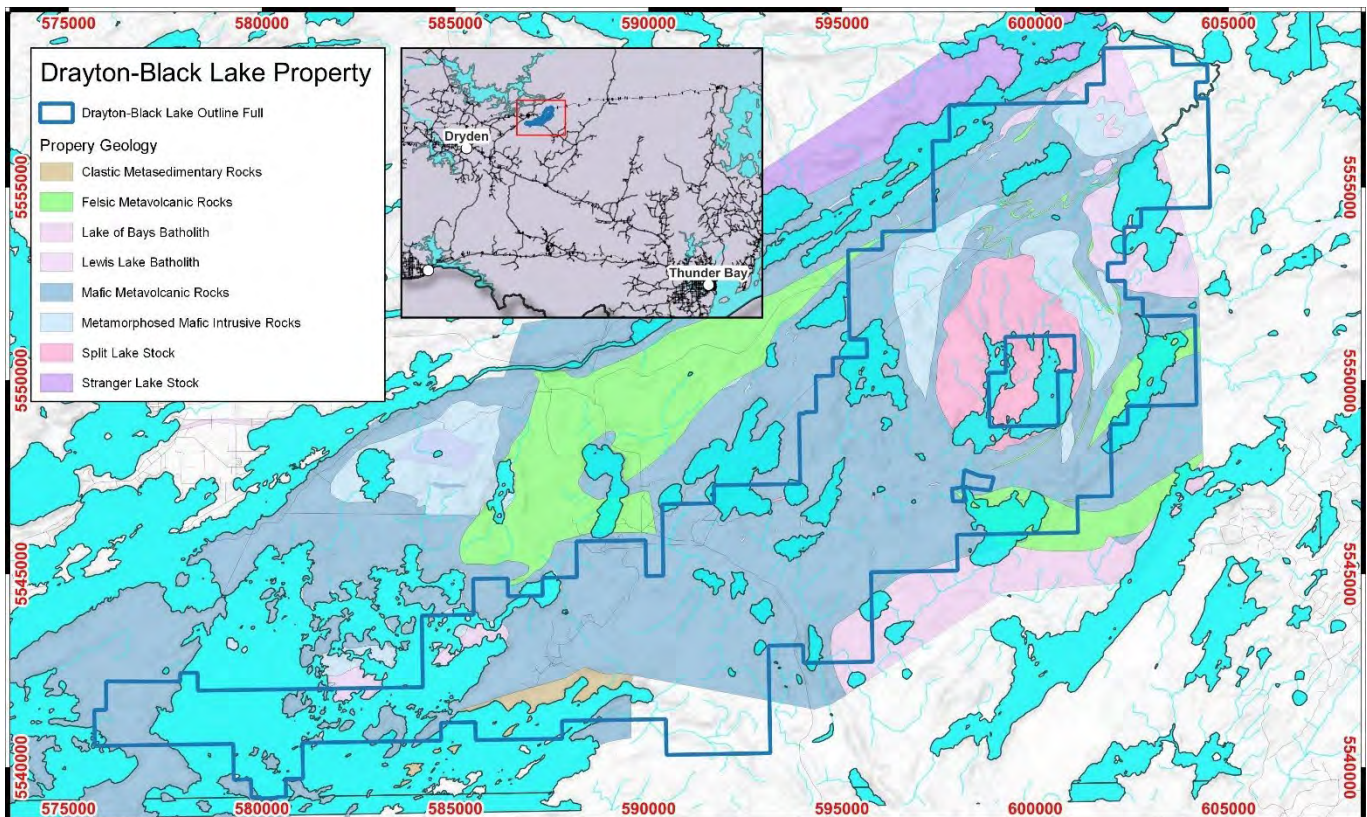 575000 580000 585000 590000 595000 600000 605000
Drayton-Black Lake Property
Drayton-Black Lake Outline Full
Propery Geology
Clastic Metasedimentary Rocks
Felsic Metavolcanic Rocks
Lake of Bays Batholith
Lewis Lake Batholith
Mafic Metavolcanic Rocks
Metamorphosed Mafic Intrusive Rocks
Split Lake Stock
Stranger Lake Stock
Dryden
Thunder Bay
5555000 5555000
5550000 5550000
5545000 5545000
5540000 5540000
575000 580000 585000 590000 595000 600000 605000